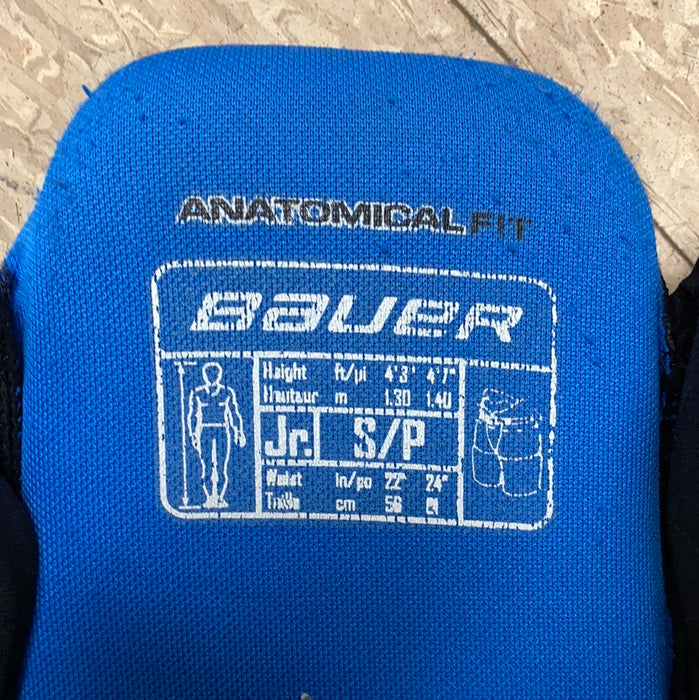 ANATOMICAL FIT
BAUER
Height ft/pi 4'3" 4'7"
Hauteur m 1.30 1.40
Jr. S/P
Waist in/po 22" 24"
Taille cm 56 61